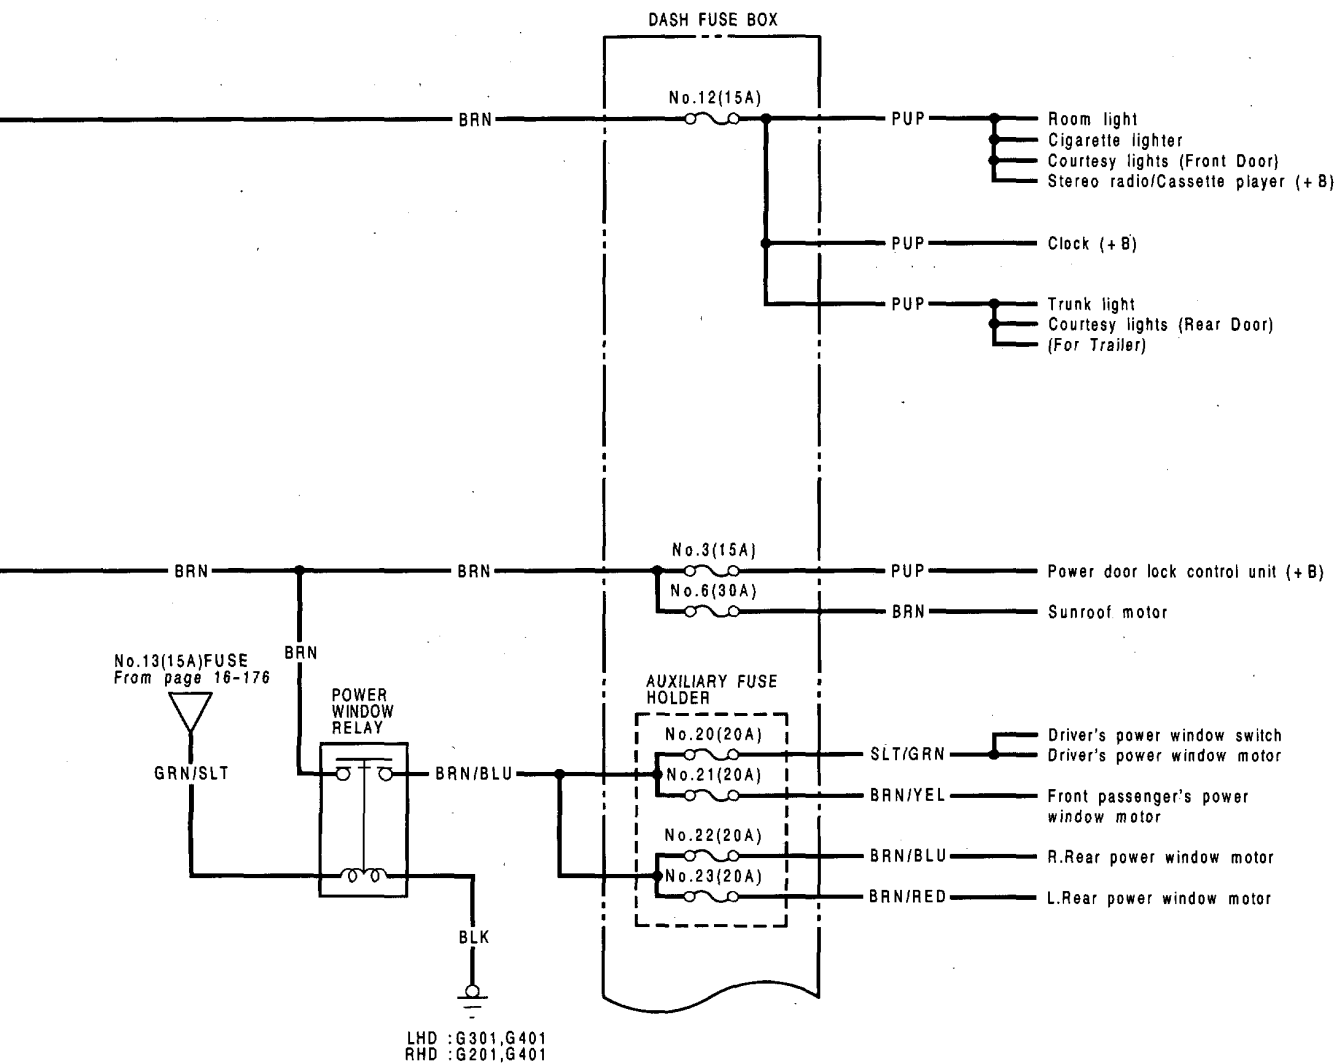 DASH FUSE BOX
No.12(15A)
BRN
PUP
Room light
Cigarette lighter
Courtesy lights (Front Door)
Stereo radio/Cassette player (+B)
PUP
Clock (+B)
PUP
Trunk light
Courtesy lights (Rear Door)
(For Trailer)
No.3(15A)
BRN
BRN
PUP
Power door lock control unit (+B)
No.6(30A)
BRN
Sunroof motor
BRN
No.13(15A)FUSE
From page 16-176
POWER
WINDOW
RELAY
AUXILIARY FUSE
HOLDER
No.20(20A)
Driver's power window switch
SLT/GRN
Driver's power window motor
GRN/SLT
BRN/BLU
No.21(20A)
BRN/YEL
Front passenger's power
window motor
No.22(20A)
BRN/BLU
R.Rear power window motor
No.23(20A)
BRN/RED
L.Rear power window motor
BLK
LHD :G301,G401
RHD :G201,G401